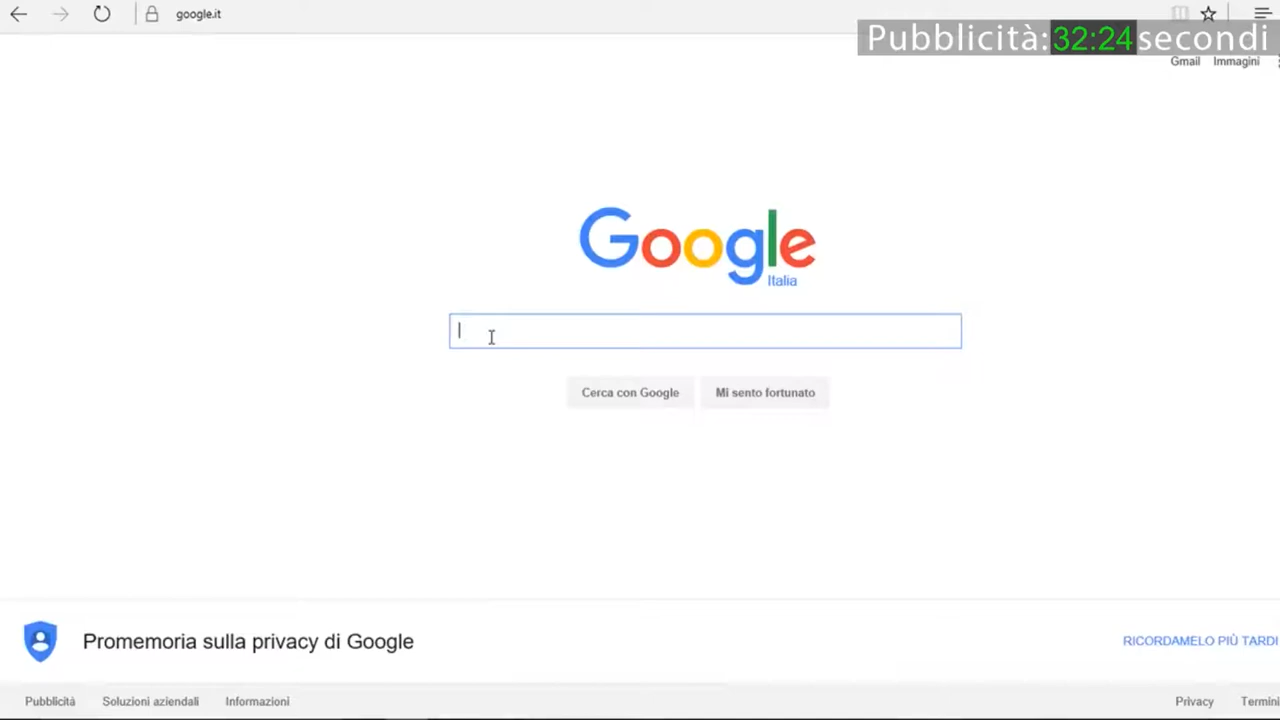 google.it
Pubblicità:32:24secondi
Gmail Immagini
Google
Italia
Cerca con Google Mi sento fortunato
Promemoria sulla privacy di Google RICORDAMELO PIÙ TARDI
Pubblicità Soluzioni aziendali Informazioni Privacy Termini